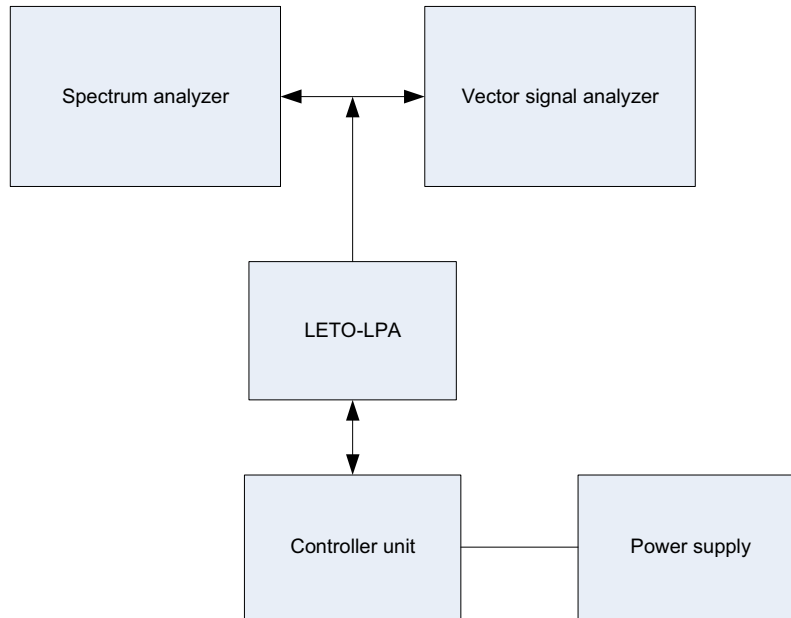 Spectrum analyzer
Vector signal analyzer
LETO-LPA
Controller unit
Power supply